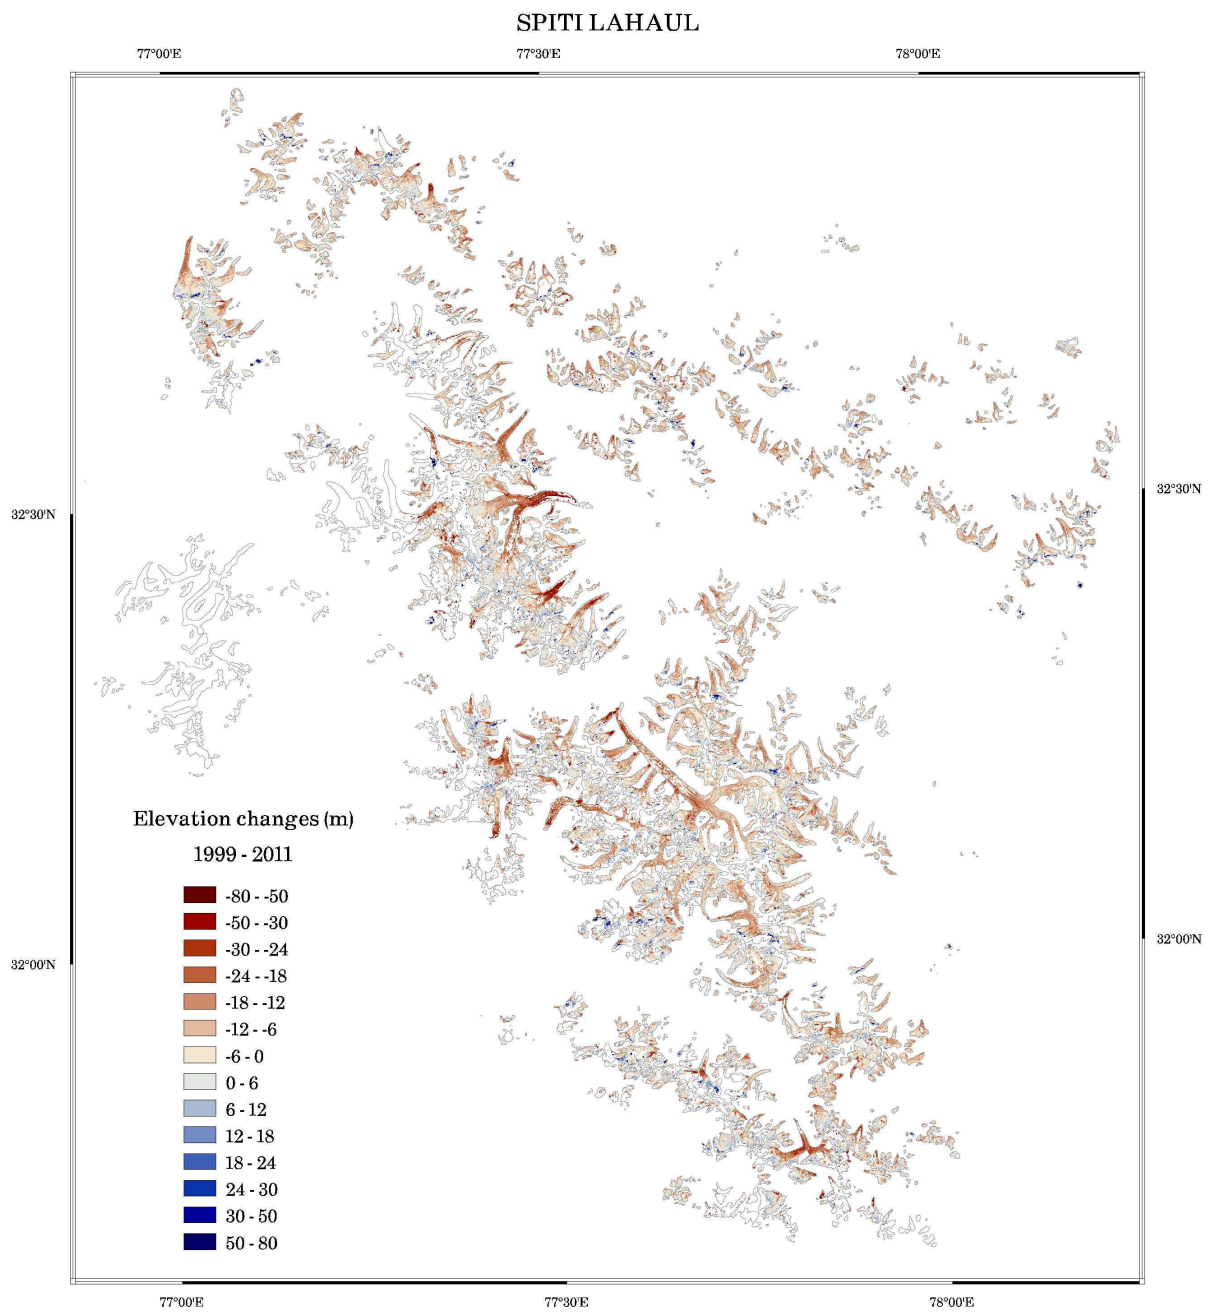 SPITI LAHAUL
77°00'E 77°30'E 78°00'E
32°30'N
32°30'N
Elevation changes (m)
1999 - 2011
-80 - -50
-50 - -30
-30 - -24
-24 - -18
-18 - -12
-12 - -6
-6 - 0
0 - 6
6 - 12
12 - 18
18 - 24
24 - 30
30 - 50
50 - 80
32°00'N
32°00'N
77°00'E 77°30'E 78°00'E